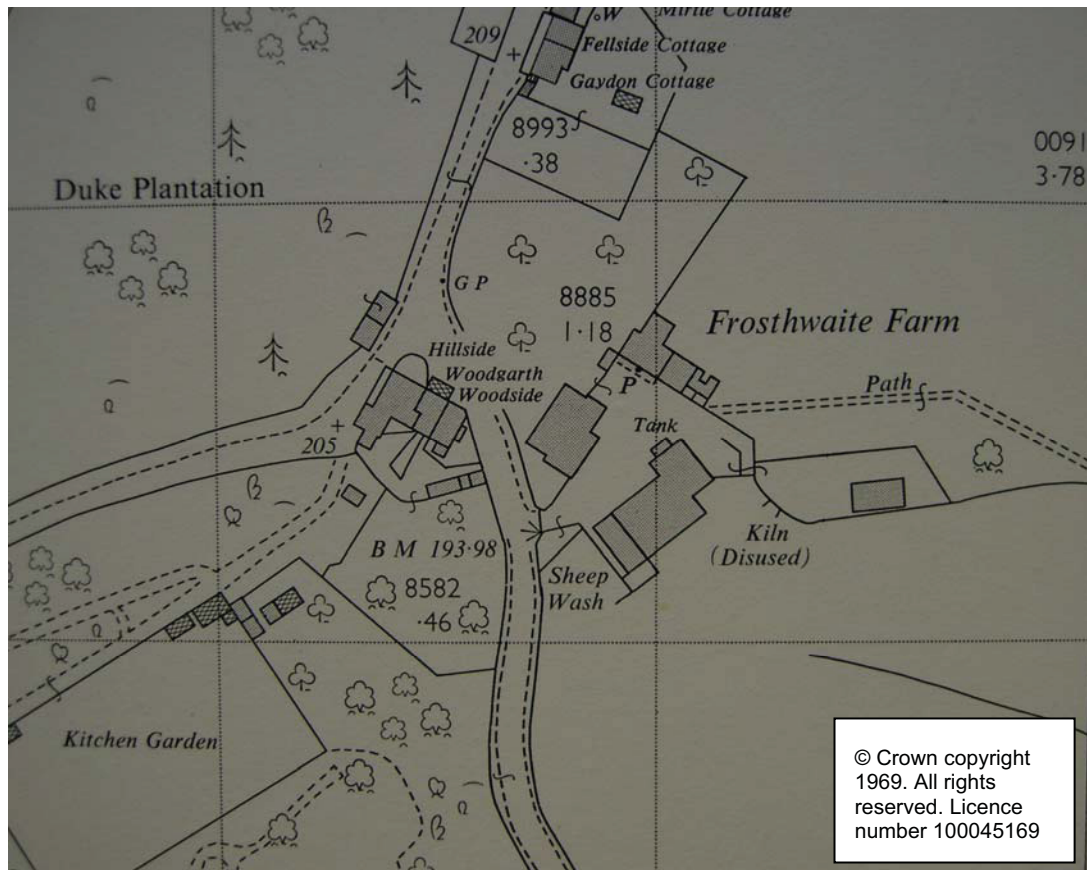 W
Mirtle Cottage
209
Fellside Cottage
Gaydon Cottage
8993
·38
0091
3·78
Duke Plantation
G P
8885
1·18
Frosthwaite Farm
Hillside
Woodgarth
Woodside
P
Path
205
Tank
B M 193·98
Kiln
(Disused)
Sheep
Wash
8582
·46
Kitchen Garden
© Crown copyright
1969. All rights
reserved. Licence
number 100045169